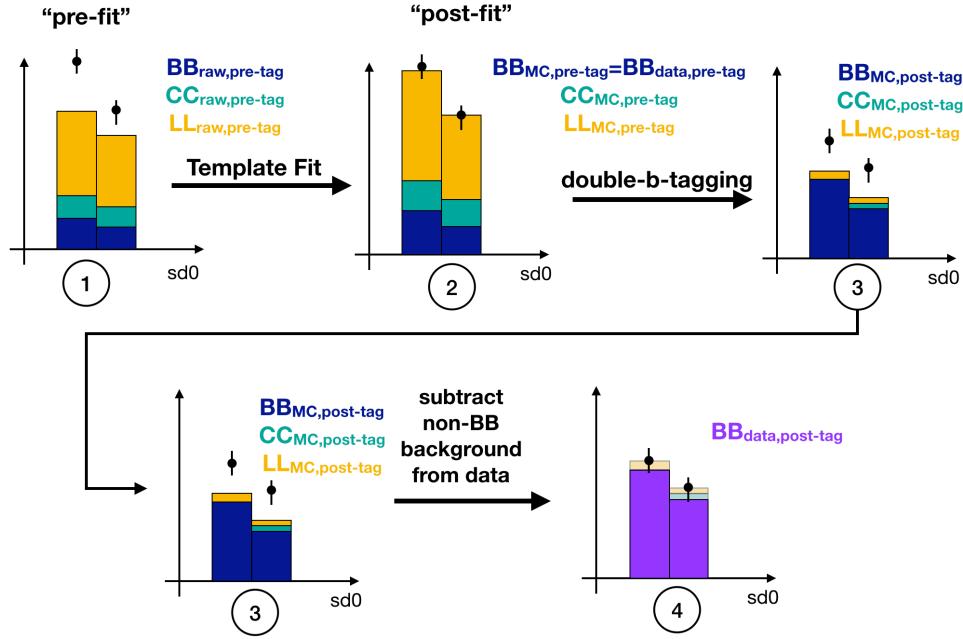 “pre-fit”
“post-fit”
BBraw,pre-tag
CCraw,pre-tag
LLraw,pre-tag
Template Fit
sd0
1
BBMC,pre-tag=BBdata,pre-tag
CCMC,pre-tag
LLMC,pre-tag
double-b-tagging
sd0
2
BBMC,post-tag
CCMC,post-tag
LLMC,post-tag
sd0
3
BBMC,post-tag
CCMC,post-tag
LLMC,post-tag
subtract
non-BB
background
from data
sd0
3
BBdata,post-tag
sd0
4